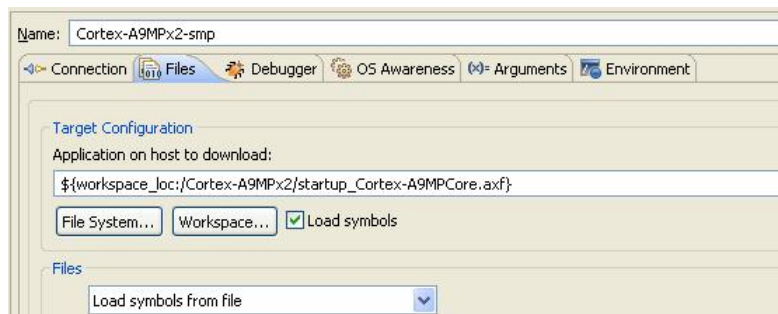 Name: Cortex-A9MPx2-smp
Connection Files Debugger OS Awareness (x)= Arguments Environment
Target Configuration
Application on host to download:
${workspace_loc:/Cortex-A9MPx2/startup_Cortex-A9MPCore.axf}
File System... Workspace... Load symbols
Files
Load symbols from file